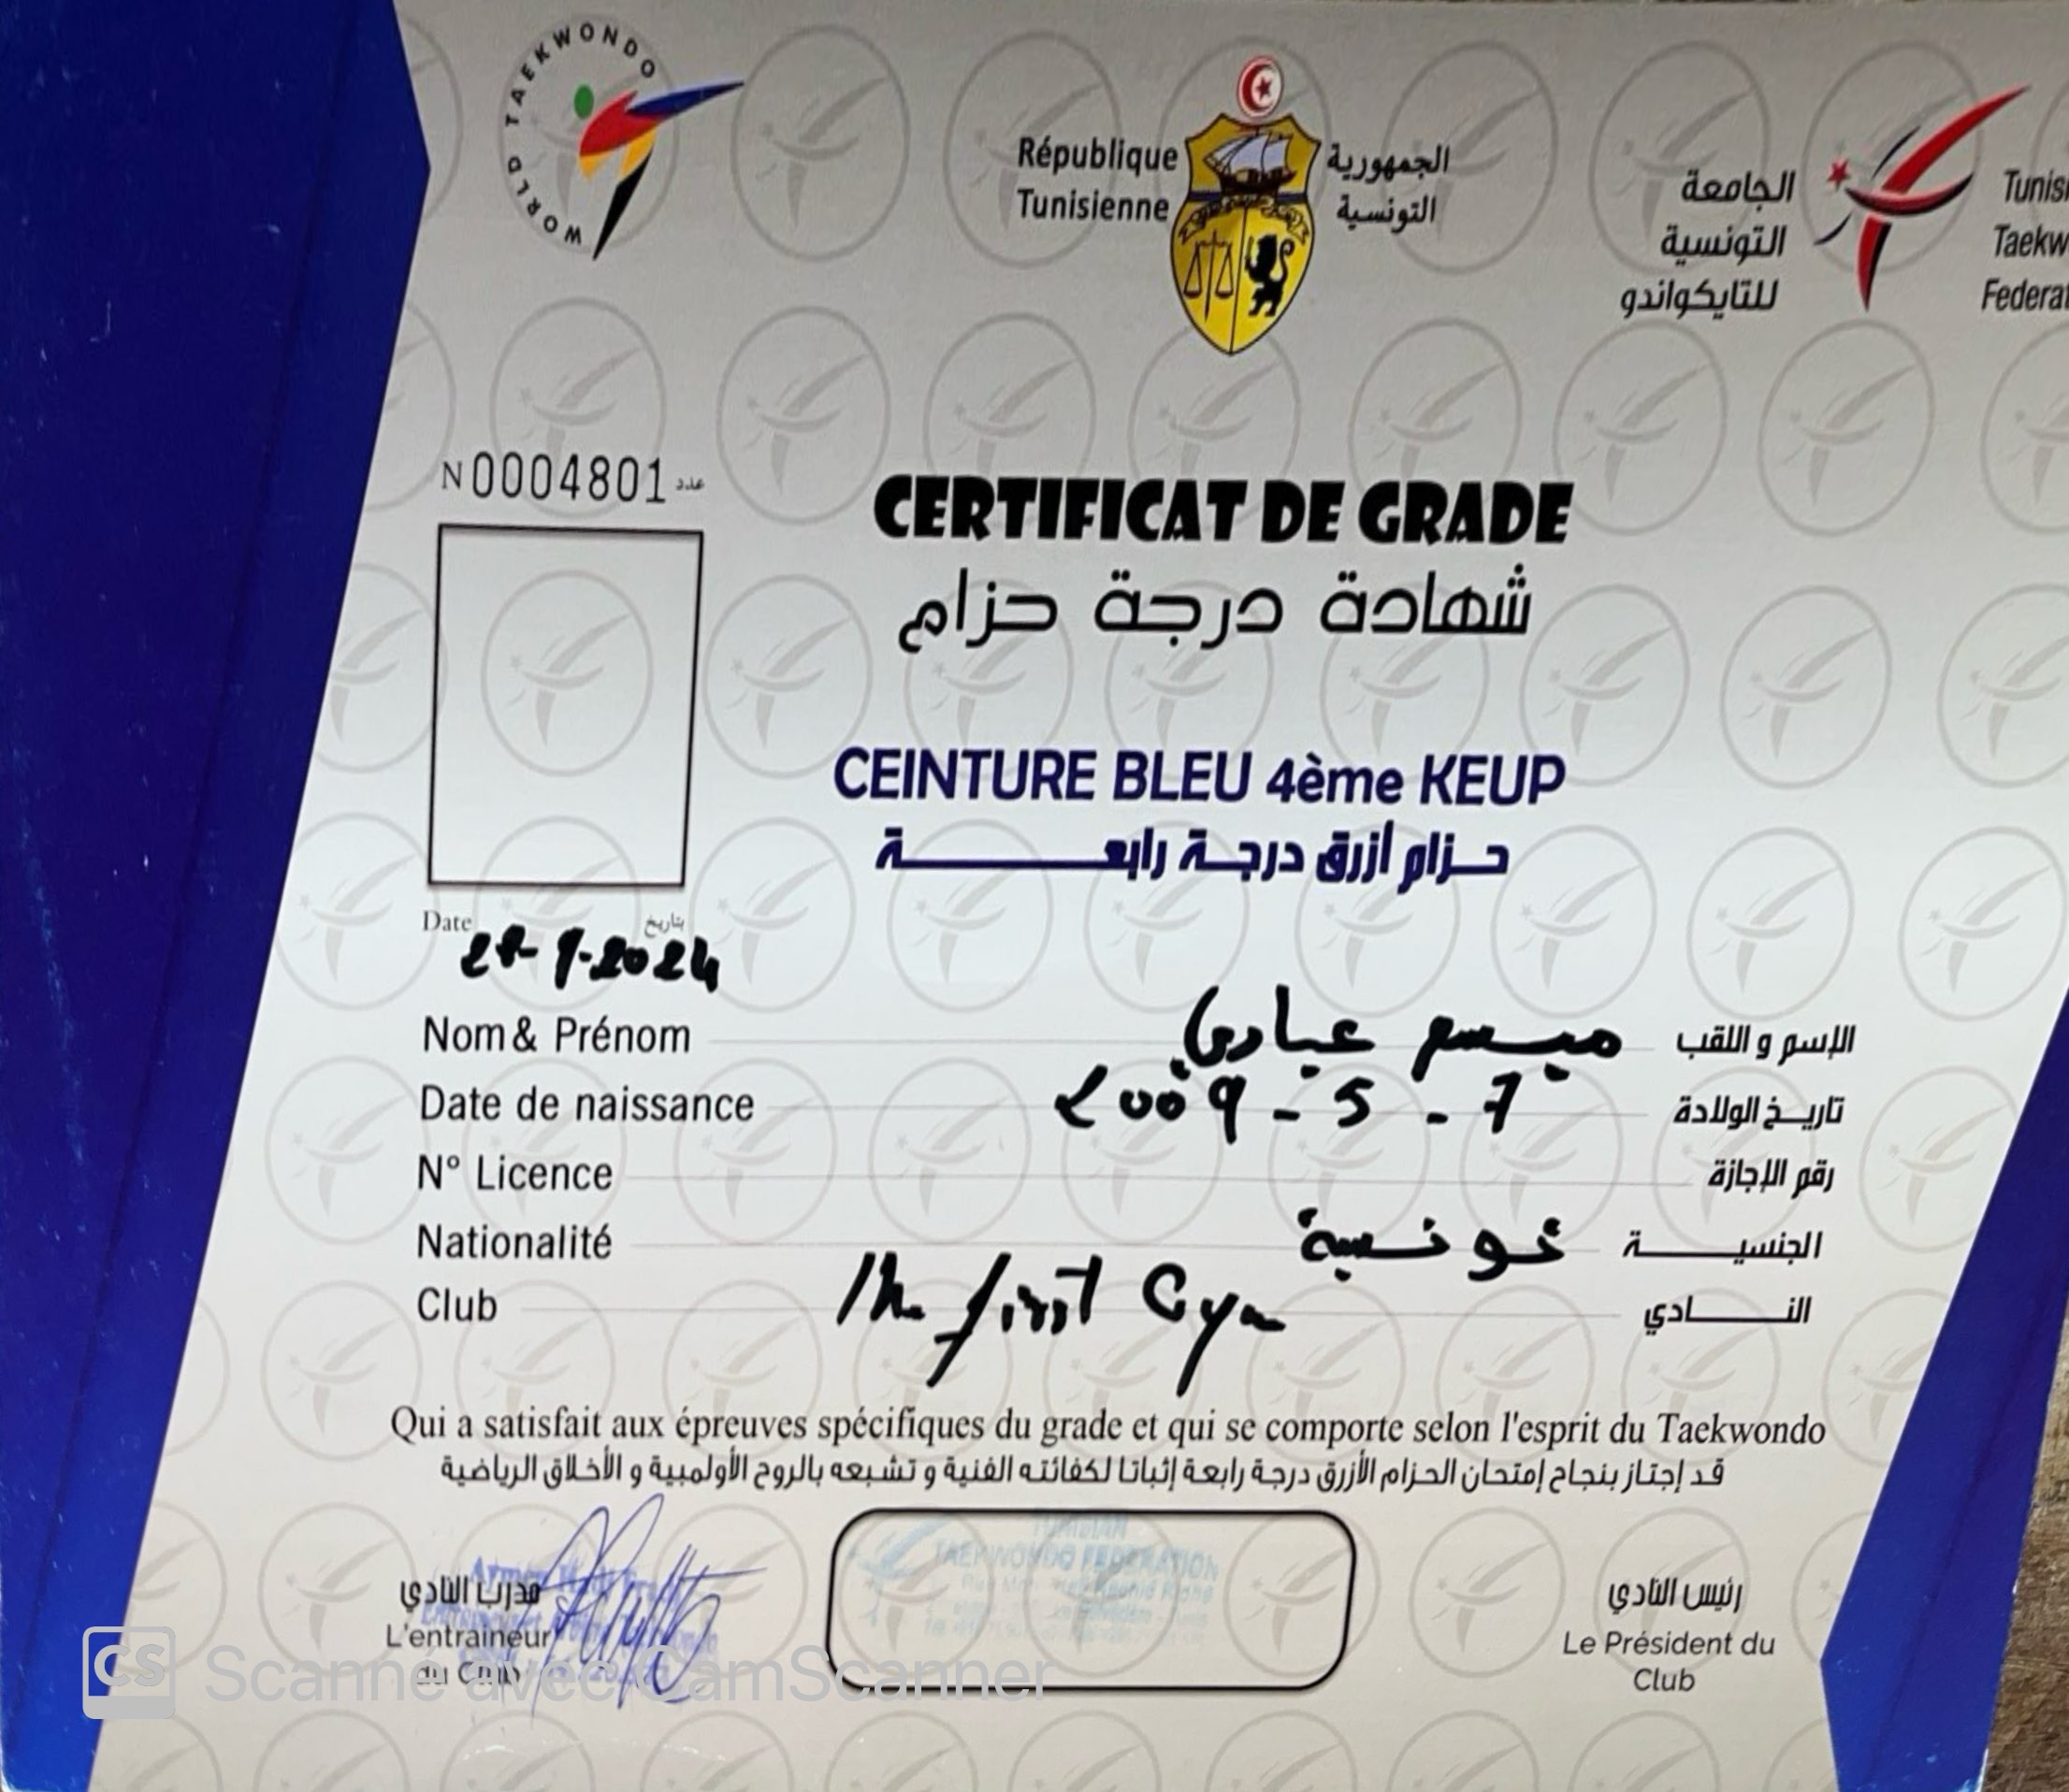 WORLD TAEKWONDO
République
Tunisienne
الجمهورية
التونسية
الجامعة
التونسية
للتايكواندو
Tunisi
Taekw
Federat
N 0004801 عدد
CERTIFICAT DE GRADE
شهادة درجة حزام
CEINTURE BLEU 4ème KEUP
حزام أزرق درجة رابعة
Date بتاريخ
2024
Nom & Prénom ميسم عبادي الإسم و اللقب
Date de naissance 2009 - 5 - 7 تاريخ الولادة
N° Licence رقم الإجازة
Nationalité تونسية الجنسية
Club The first Gym النادي
Qui a satisfait aux épreuves spécifiques du grade et qui se comporte selon l'esprit du Taekwondo
قد إجتاز بنجاح إمتحان الحزام الأزرق درجة رابعة إثباتا لكفائته الفنية و تشبعه بالروح الأولمبية و الأخلاق الرياضية
مدرب النادي
L'entraineur
du Club
TUNISIAN
TAEKWONDO FEDERATION
رئيس النادي
Le Président du
Club
CS Scanné avec CamScanner